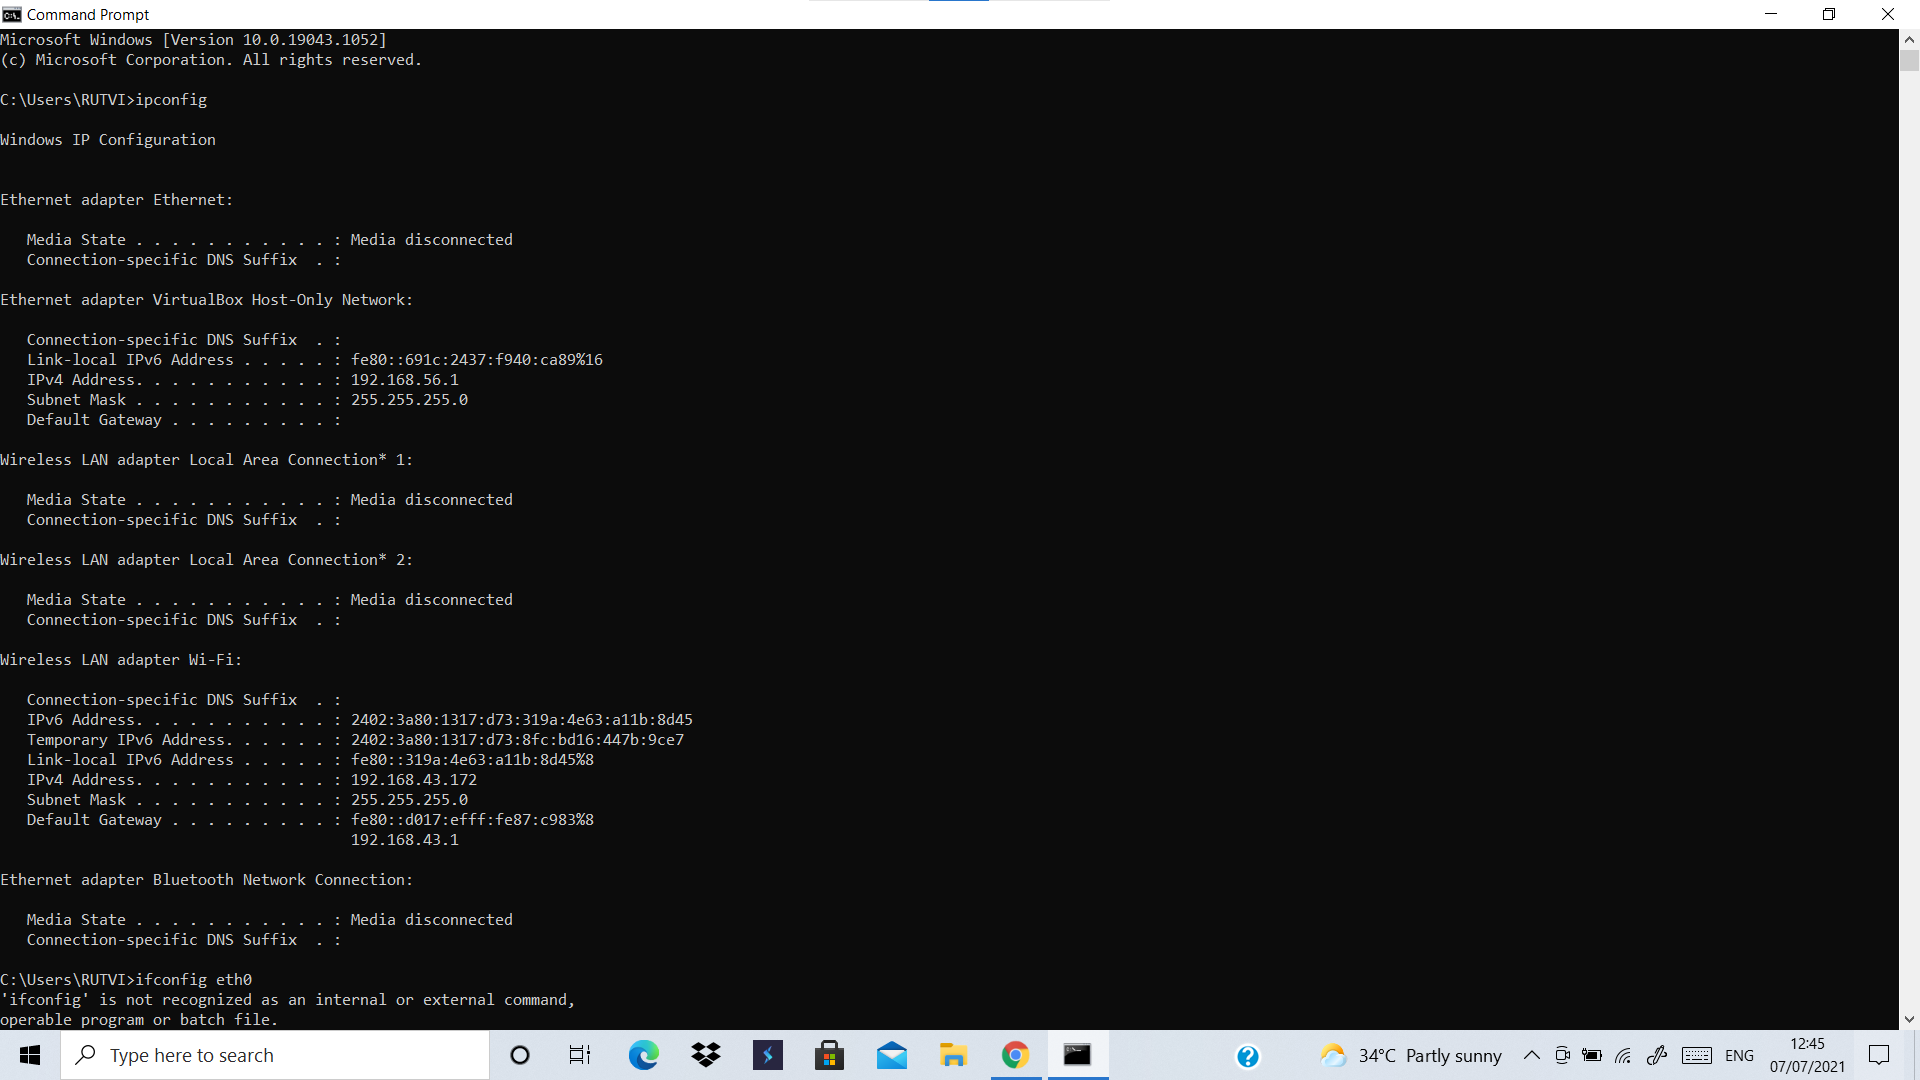 Command Prompt
Microsoft Windows [Version 10.0.19043.1052]
(c) Microsoft Corporation. All rights reserved.
C:\Users\RUTVI>ipconfig
Windows IP Configuration
Ethernet adapter Ethernet:
Media State . . . . . . . . . . . : Media disconnected
Connection-specific DNS Suffix  . :
Ethernet adapter VirtualBox Host-Only Network:
Connection-specific DNS Suffix  . :
Link-local IPv6 Address . . . . . : fe80::691c:2437:f940:ca89%16
IPv4 Address. . . . . . . . . . . : 192.168.56.1
Subnet Mask . . . . . . . . . . . : 255.255.255.0
Default Gateway . . . . . . . . . :
Wireless LAN adapter Local Area Connection* 1:
Media State . . . . . . . . . . . : Media disconnected
Connection-specific DNS Suffix  . :
Wireless LAN adapter Local Area Connection* 2:
Media State . . . . . . . . . . . : Media disconnected
Connection-specific DNS Suffix  . :
Wireless LAN adapter Wi-Fi:
Connection-specific DNS Suffix  . :
IPv6 Address. . . . . . . . . . . : 2402:3a80:1317:d73:319a:4e63:a11b:8d45
Temporary IPv6 Address. . . . . . : 2402:3a80:1317:d73:8fc:bd16:447b:9ce7
Link-local IPv6 Address . . . . . : fe80::319a:4e63:a11b:8d45%8
IPv4 Address. . . . . . . . . . . : 192.168.43.172
Subnet Mask . . . . . . . . . . . : 255.255.255.0
Default Gateway . . . . . . . . . : fe80::d017:efff:fe87:c983%8
192.168.43.1
Ethernet adapter Bluetooth Network Connection:
Media State . . . . . . . . . . . : Media disconnected
Connection-specific DNS Suffix  . :
C:\Users\RUTVI>ifconfig eth0
'ifconfig' is not recognized as an internal or external command,
operable program or batch file.
Type here to search
34°C Partly sunny
ENG
12:45
07/07/2021